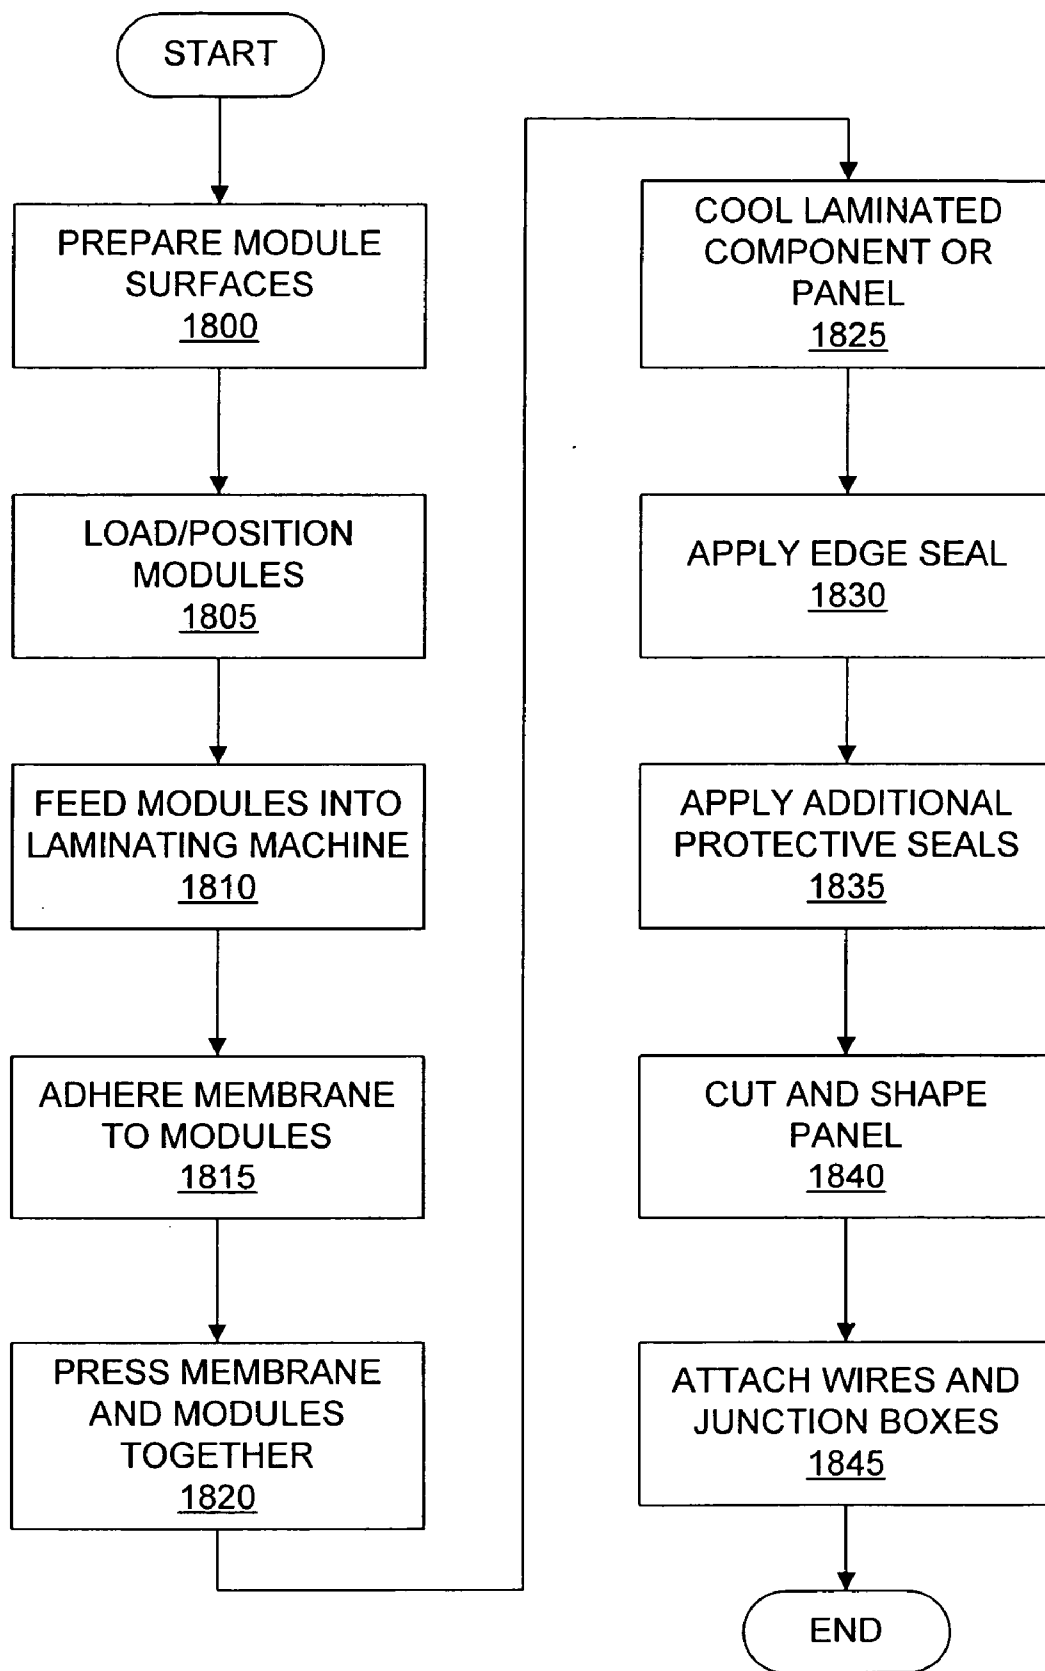 START
PREPARE MODULE
SURFACES
1800
LOAD/POSITION
MODULES
1805
FEED MODULES INTO
LAMINATING MACHINE
1810
ADHERE MEMBRANE
TO MODULES
1815
PRESS MEMBRANE
AND MODULES
TOGETHER
1820
COOL LAMINATED
COMPONENT OR
PANEL
1825
APPLY EDGE SEAL
1830
APPLY ADDITIONAL
PROTECTIVE SEALS
1835
CUT AND SHAPE
PANEL
1840
ATTACH WIRES AND
JUNCTION BOXES
1845
END